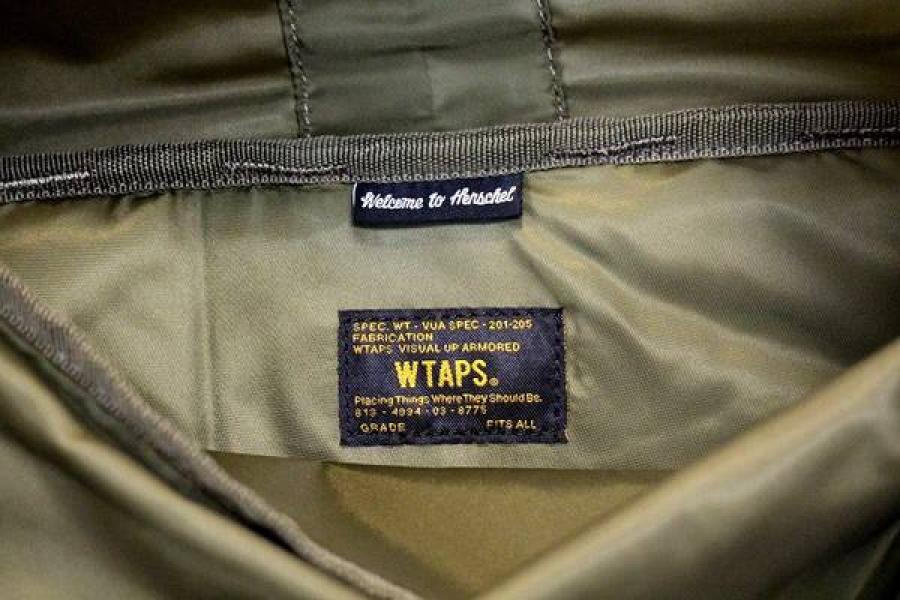 Welcome to Henschel
SPEC. WT - VUA SPEC - 201-205
FABRICATION
WTAPS VISUAL UP ARMORED
WTAPS®
Placing Things Where They Should Be.
813 - 4994 - 03 - 8775
GRADE FITS ALL